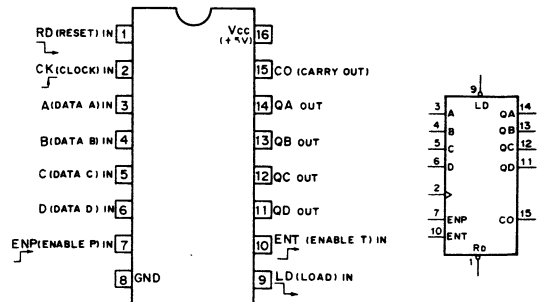 RD (RESET) IN 1
CK (CLOCK) IN 2
A (DATA A) IN 3
B (DATA B) IN 4
C (DATA C) IN 5
D (DATA D) IN 6
ENP (ENABLE P) IN 7
8 GND
Vcc 16
(+5V)
15 CO (CARRY OUT)
14 QA OUT
13 QB OUT
12 QC OUT
11 QD OUT
10 ENT (ENABLE T) IN
9 LD (LOAD) IN
9
LD
3 A QA 14
4 B QB 13
5 C QC 12
6 D QD 11
2
7 ENP CO 15
10 ENT
RD
1